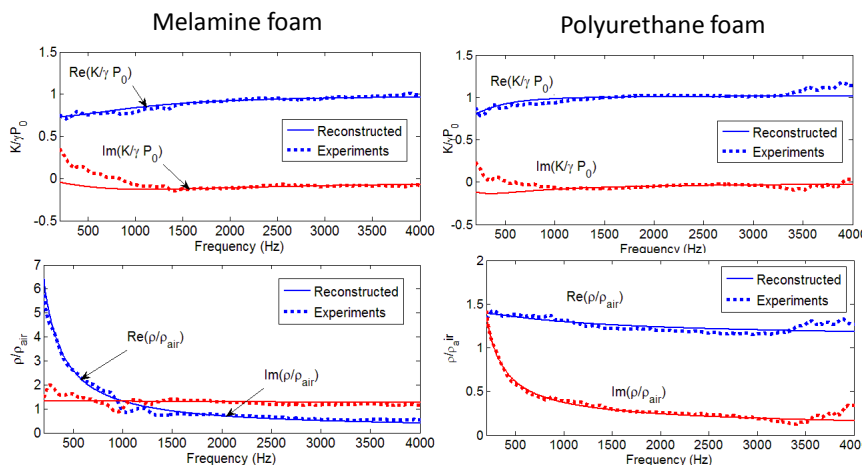 Melamine foam
Polyurethane foam
1.5
1
0.5
0
-0.5
K/γP0
Re(K/γ P0)
Im(K/γ P0)
Reconstructed
Experiments
500 1000 1500 2000 2500 3000 3500 4000
Frequency (Hz)
1.5
1
0.5
0
-0.5
K/γP0
Re(K/γ P0)
Im(K/γ P0)
Reconstructed
Experiments
500 1000 1500 2000 2500 3000 3500 4000
Frequency (Hz)
7
6
5
4
3
2
1
0
ρ/ρair
Re(ρ/ρair)
Im(ρ/ρair)
Reconstructed
Experiments
500 1000 1500 2000 2500 3000 3500 4000
Frequency (Hz)
2
1.5
1
0.5
0
ρ/ρair
Re(ρ/ρair)
Im(ρ/ρair)
Reconstructed
Experiments
500 1000 1500 2000 2500 3000 3500 4000
Frequency (Hz)